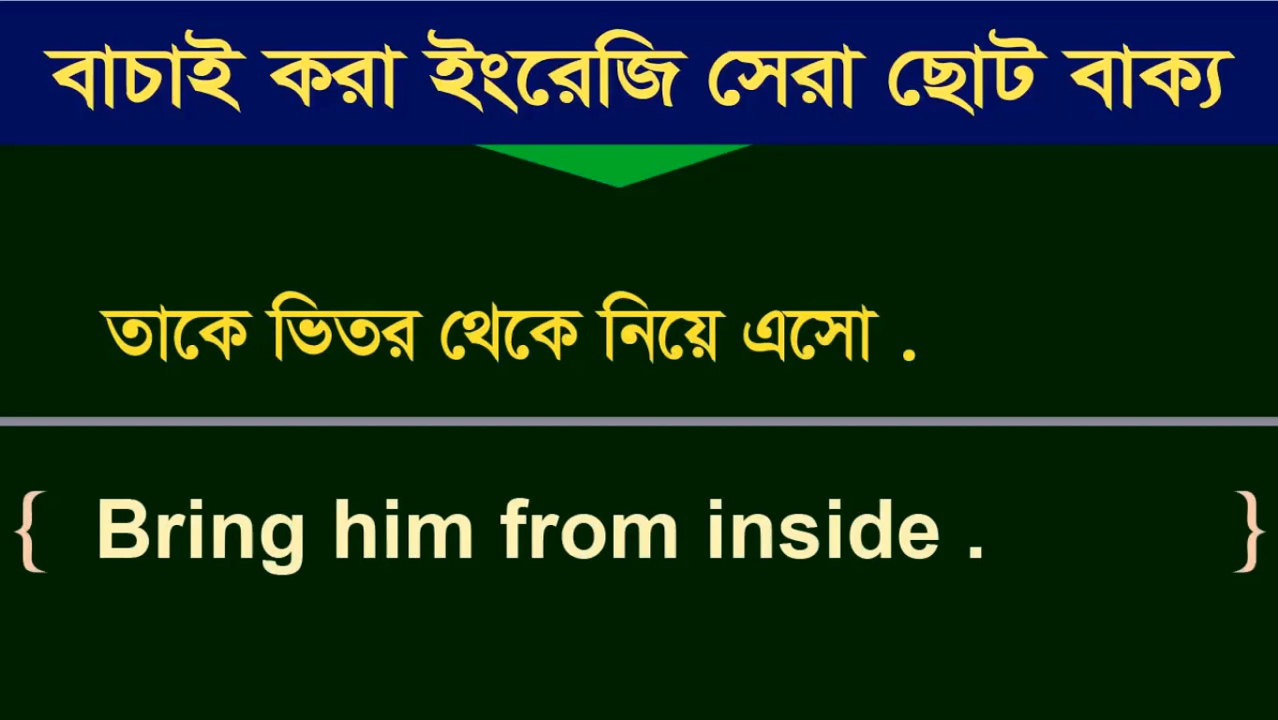 বাচাই করা ইংরেজি সেরা ছোট বাক্য
তাকে ভিতর থেকে নিয়ে এসো .
{ Bring him from inside . }